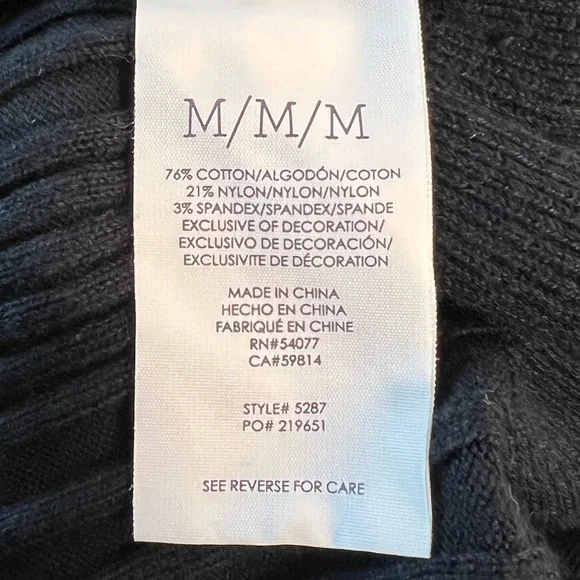 M/M/M
76% COTTON/ALGODÓN/COTON
21% NYLON/NYLON/NYLON
3% SPANDEX/SPANDEX/SPANDE
EXCLUSIVE OF DECORATION/
EXCLUSIVO DE DECORACIÓN/
EXCLUSIVITE DE DÉCORATION
MADE IN CHINA
HECHO EN CHINA
FABRIQUÉ EN CHINE
RN#54077
CA#59814
STYLE# 5287
PO# 219651
SEE REVERSE FOR CARE